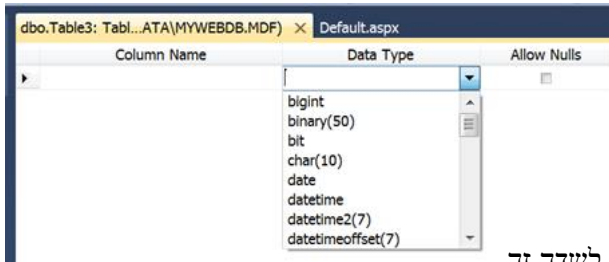 dbo.Table3: Tabl...ATA\MYWEBDB.MDF) × Default.aspx
Column Name Data Type Allow Nulls
bigint
binary(50)
bit
char(10)
date
datetime
datetime2(7)
datetimeoffset(7)